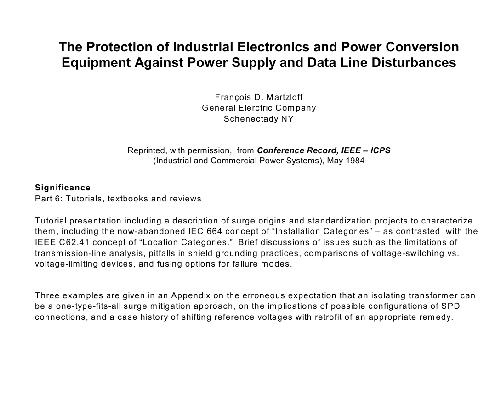 The Protection of Industrial Electronics and Power Conversion
Equipment Against Power Supply and Data Line Disturbances
François D. Martzloff
General Electric Company
Schenectady NY
Reprinted, with permission, from Conference Record, IEEE – ICPS
(Industrial and Commercial Power Systems), May 1984
Significance
Part 6: Tutorials, textbooks and reviews
Tutorial presentation including a description of surge origins and standardization projects to characterize
them, including the now-abandoned IEC 664 concept of "Installation Categories" – as contrasted with the
IEEE C62.41 concept of "Location Categories." Brief discussions of issues such as the limitations of
transmission-line analysis, pitfalls in shield grounding practices, comparisons of voltage-switching vs.
voltage-limiting devices, and fusing options for failure modes.
Three examples are given in an Appendix on the erroneous expectation that an isolating transformer can
be a one-type-fits-all surge mitigation approach, on the implications of possible configurations of SPD
connections, and a case history of shifting reference voltages with retrofit of an appropriate remedy.